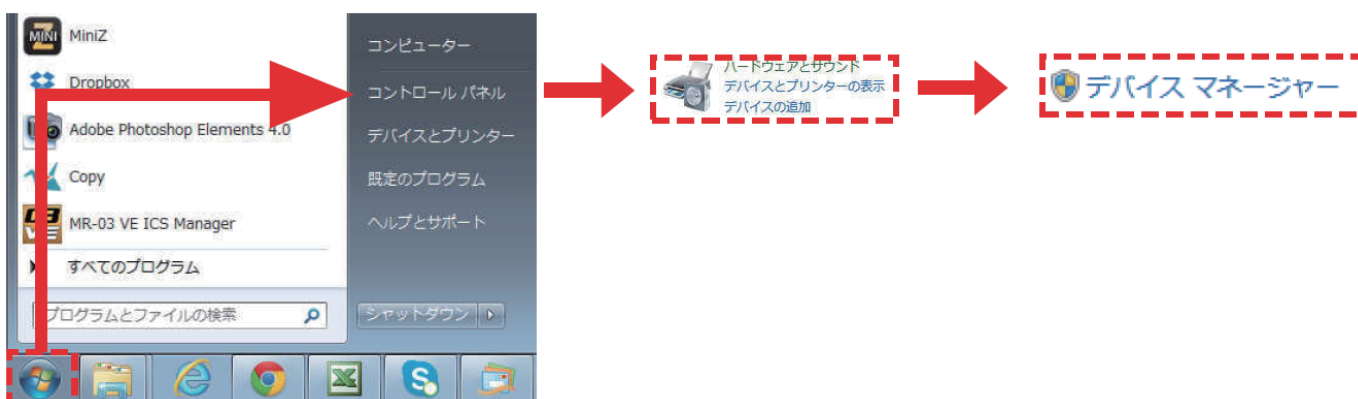 MINI Z
MiniZ
Dropbox
Adobe Photoshop Elements 4.0
Copy
MR-03 VE ICS Manager
すべてのプログラム
プログラムとファイルの検索
コンピューター
コントロール パネル
デバイスとプリンター
既定のプログラム
ヘルプとサポート
シャットダウン
ハードウェアとサウンド
デバイスとプリンターの表示
デバイスの追加
デバイス マネージャー